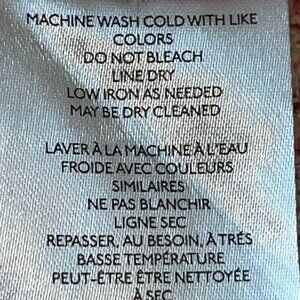 MACHINE WASH COLD WITH LIKE
COLORS
DO NOT BLEACH
LINE DRY
LOW IRON AS NEEDED
MAY BE DRY CLEANED
LAVER À LA MACHINE À L'EAU
FROIDE AVEC COULEURS
SIMILAIRES
NE PAS BLANCHIR
LIGNE SEC
REPASSER, AU BESOIN, À TRÉS
BASSE TEMPÉRATURE
PEUT-ÊTRE ÊTRE NETTOYÉE
À SEC